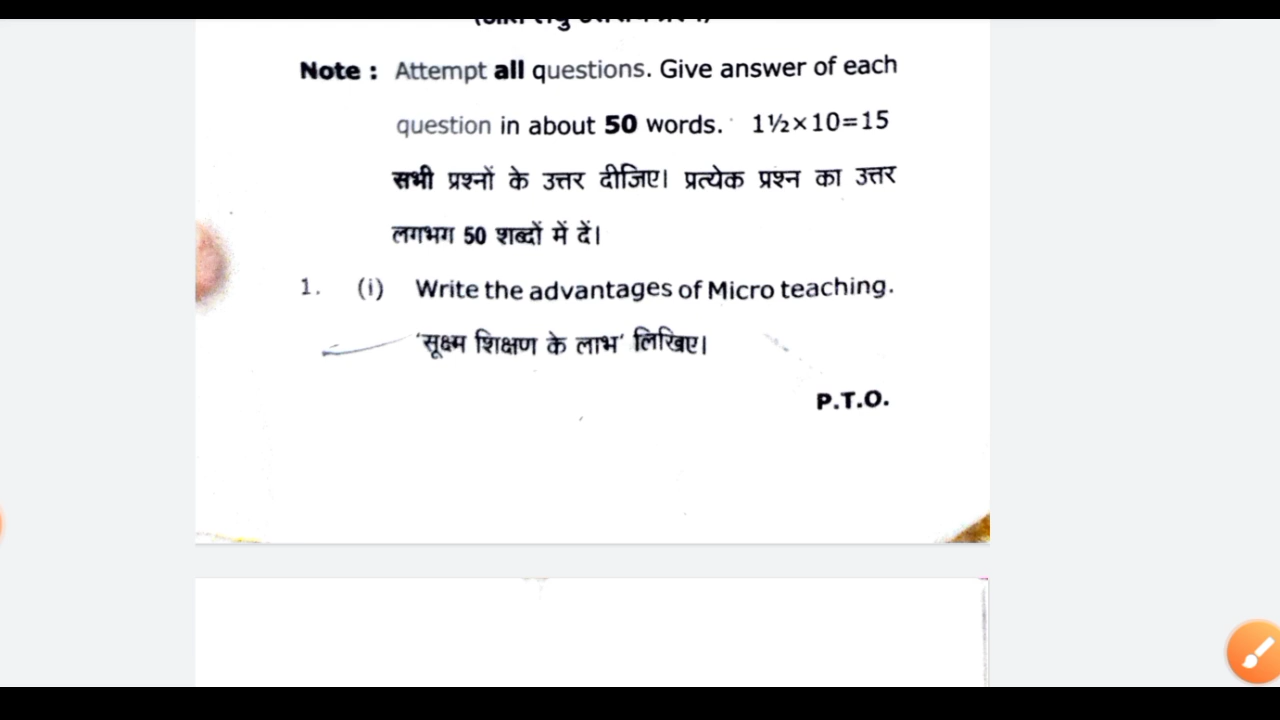 Note : Attempt all questions. Give answer of each
question in about 50 words. 1½×10=15
सभी प्रश्नों के उत्तर दीजिए। प्रत्येक प्रश्न का उत्तर
लगभग 50 शब्दों में दें।
1. (i) Write the advantages of Micro teaching.
'सूक्ष्म शिक्षण के लाभ' लिखिए।
P.T.O.